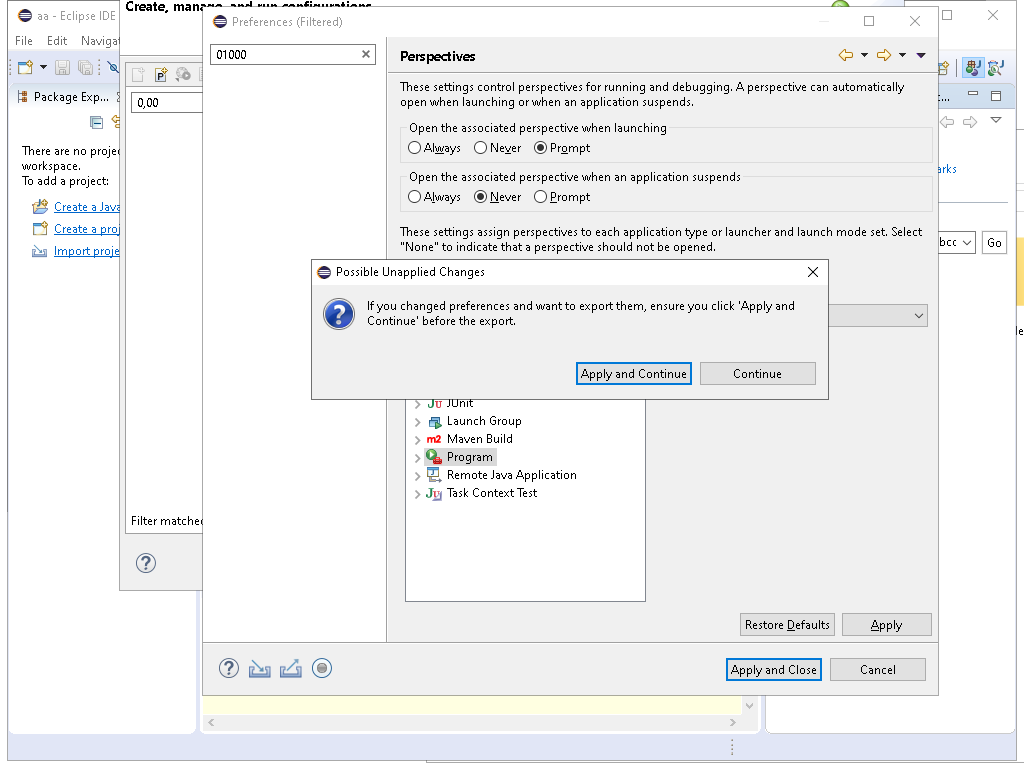 Create, manage, and run configurations
aa - Eclipse IDE
Preferences (Filtered)
File Edit Navigat
01000
Perspectives
Package Exp...
0,00
These settings control perspectives for running and debugging. A perspective can automatically
open when launching or when an application suspends.
Open the associated perspective when launching
Always Never Prompt
There are no projec
workspace.
To add a project:
Open the associated perspective when an application suspends
Always Never Prompt
Create a Java
Create a proj
Import proje
These settings assign perspectives to each application type or launcher and launch mode set. Select
"None" to indicate that a perspective should not be opened.
arks
bcc
Go
Possible Unapplied Changes
If you changed preferences and want to export them, ensure you click 'Apply and
Continue' before the export.
Apply and Continue Continue
JUnit
Launch Group
m2 Maven Build
Program
Remote Java Application
Task Context Test
Filter matched
Restore Defaults Apply
Apply and Close Cancel